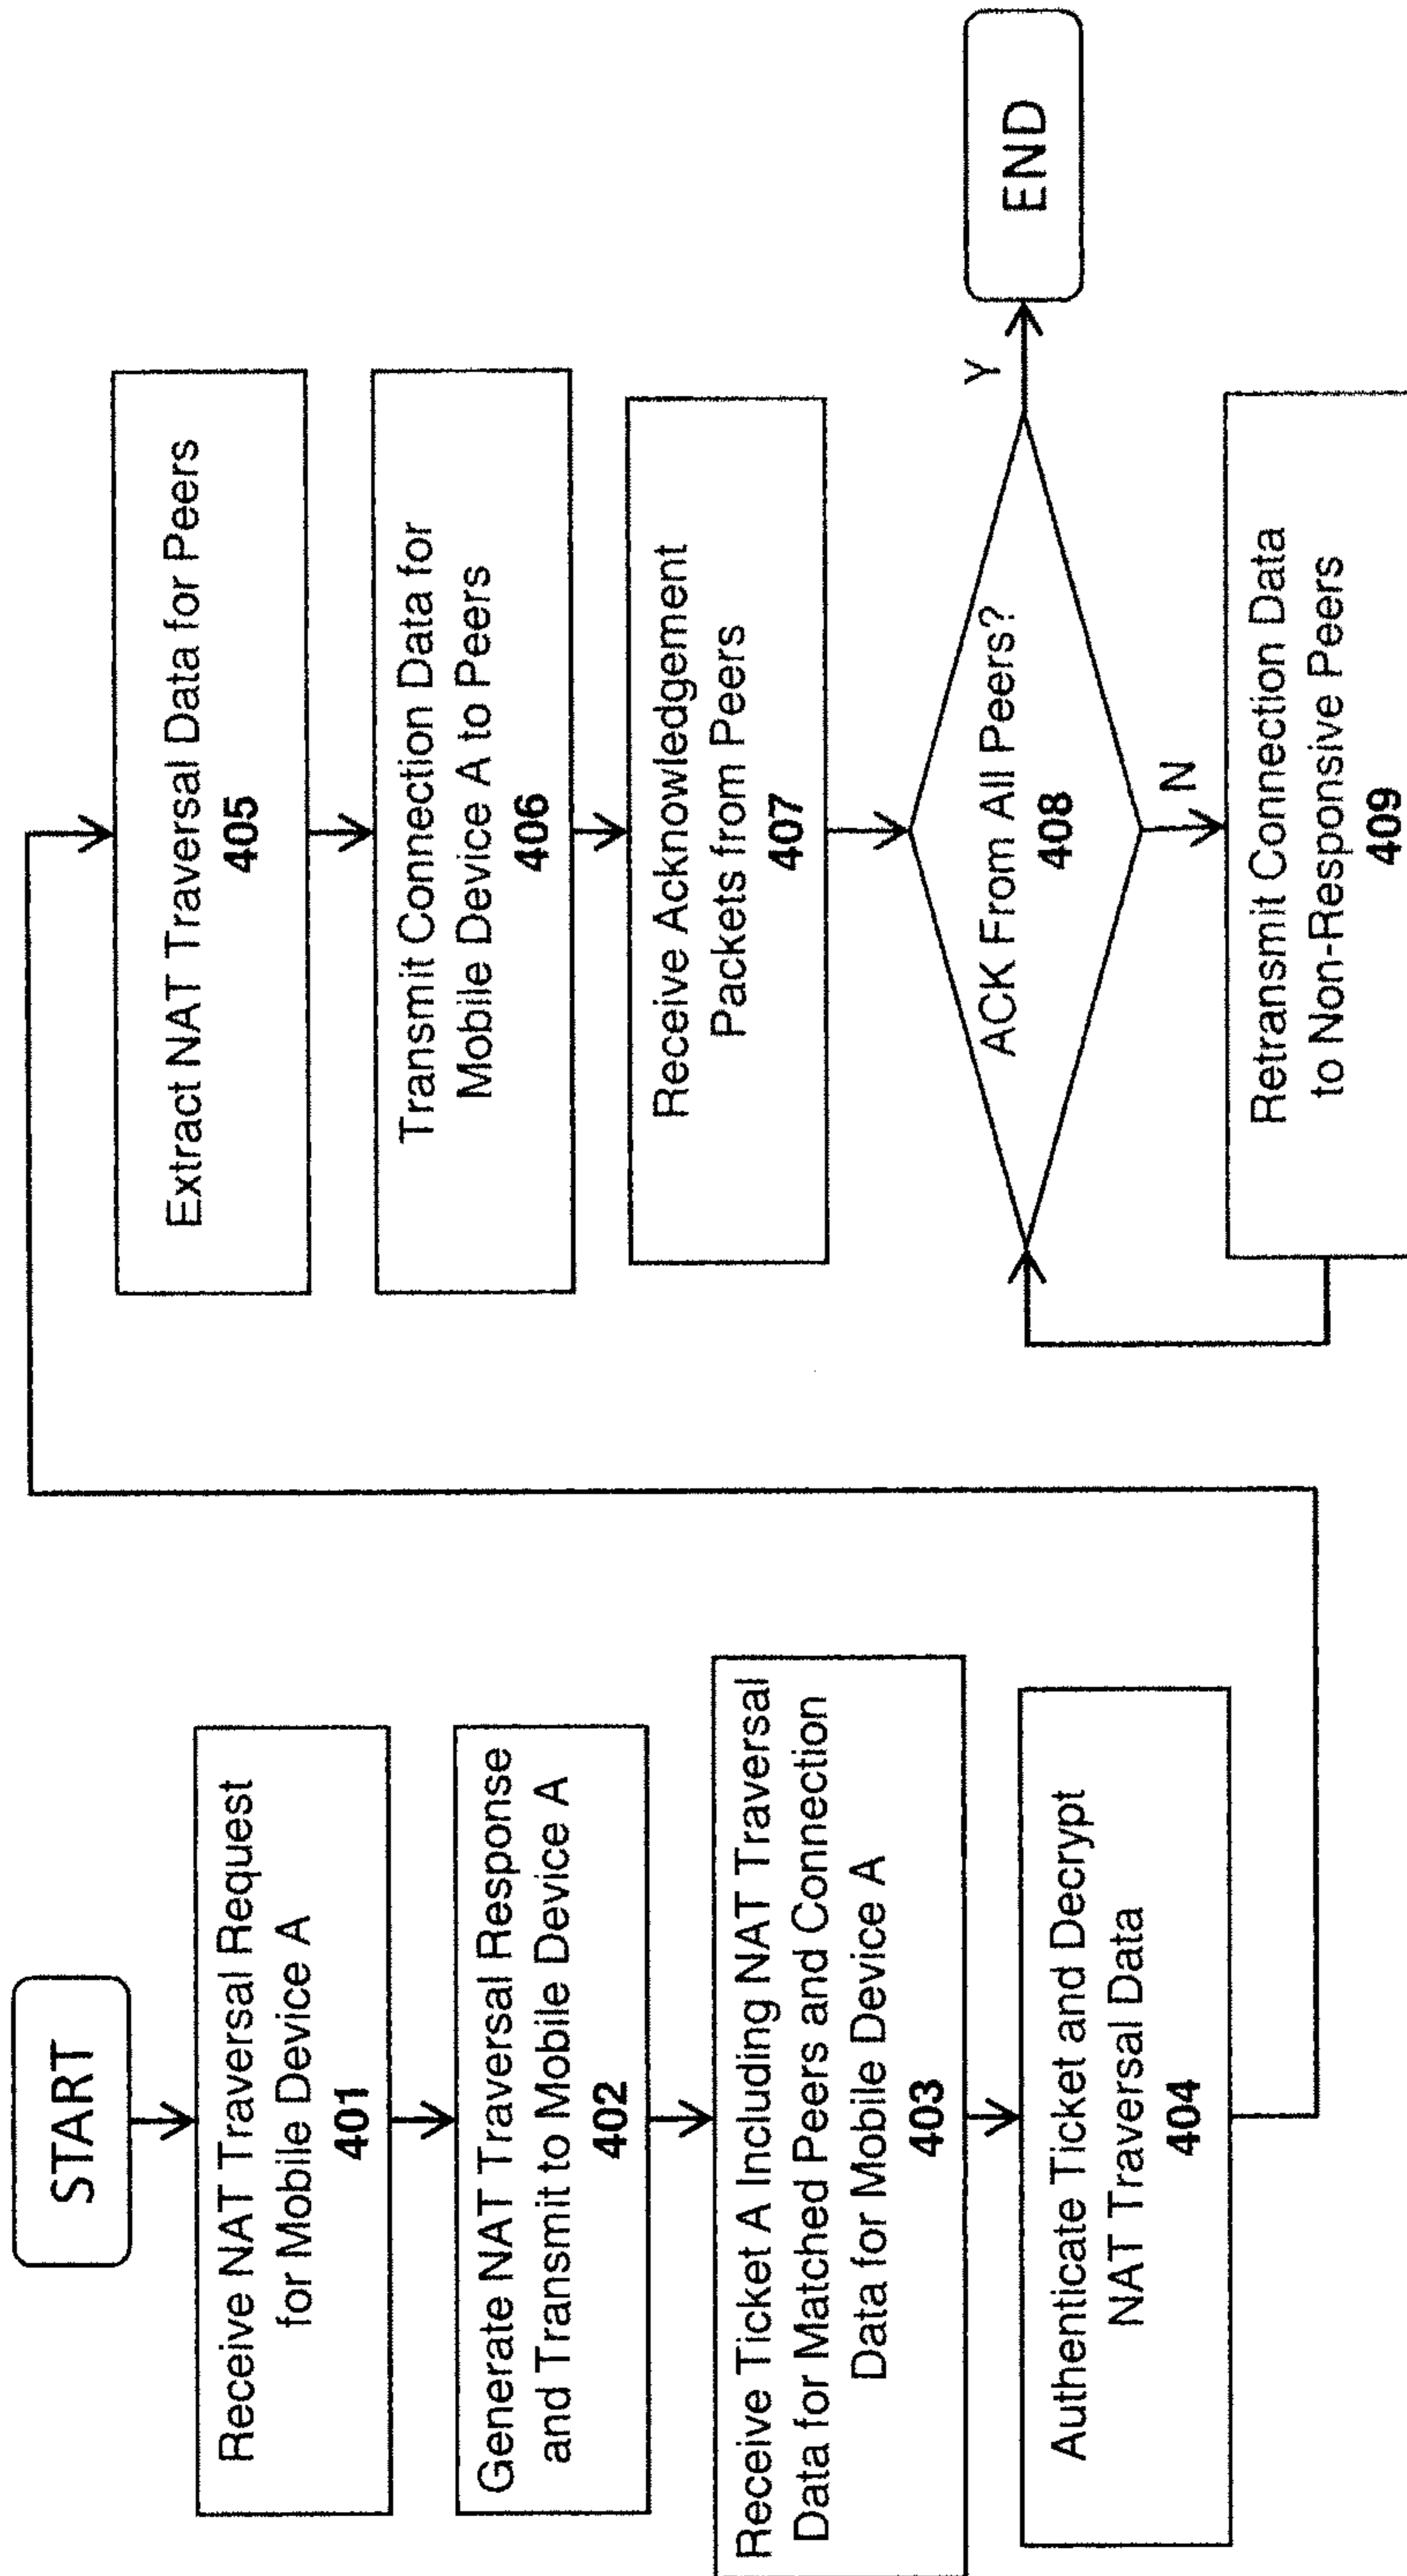 START
Receive NAT Traversal Request
for Mobile Device A
401
Generate NAT Traversal Response
and Transmit to Mobile Device A
402
Receive Ticket A Including NAT Traversal
Data for Matched Peers and Connection
Data for Mobile Device A
403
Authenticate Ticket and Decrypt
NAT Traversal Data
404
Extract NAT Traversal Data for Peers
405
Transmit Connection Data for
Mobile Device A to Peers
406
Receive Acknowledgement
Packets from Peers
407
ACK From All Peers?
408
Y
END
N
Retransmit Connection Data
to Non-Responsive Peers
409